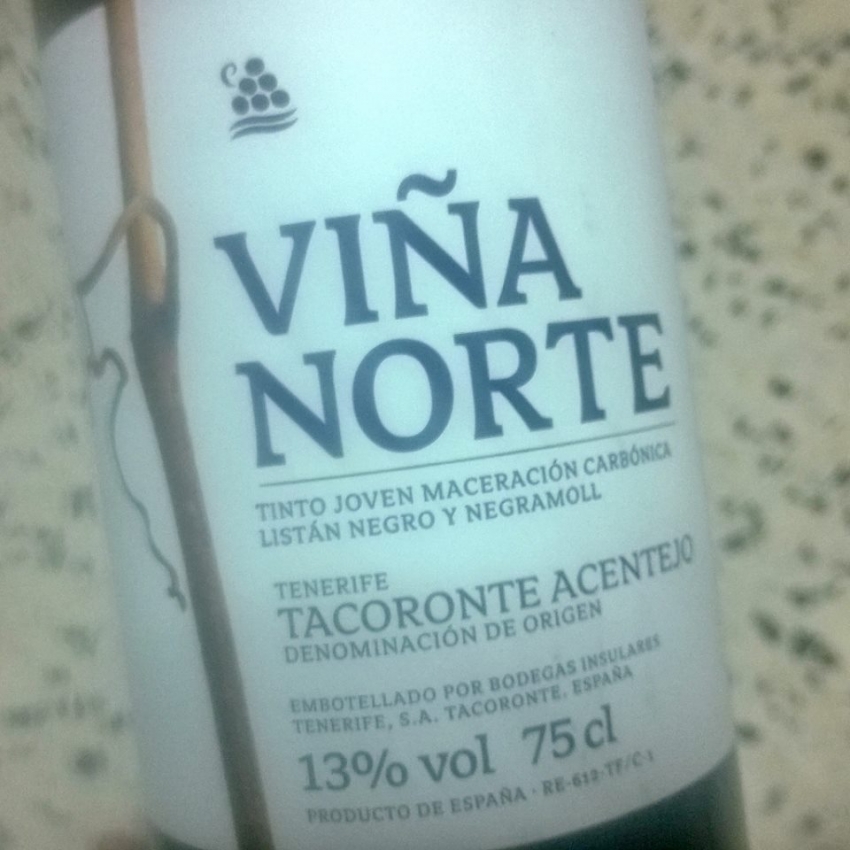 VIÑA
NORTE
TINTO JOVEN MACERACIÓN CARBÓNICA
LISTÁN NEGRO Y NEGRAMOLL
TENERIFE
TACORONTE ACENTEJO
DENOMINACIÓN DE ORIGEN
EMBOTELLADO POR BODEGAS INSULARES
TENERIFE, S.A. TACORONTE. ESPAÑA
13% vol 75 cl
PRODUCTO DE ESPAÑA · RE-612-TF/C-1